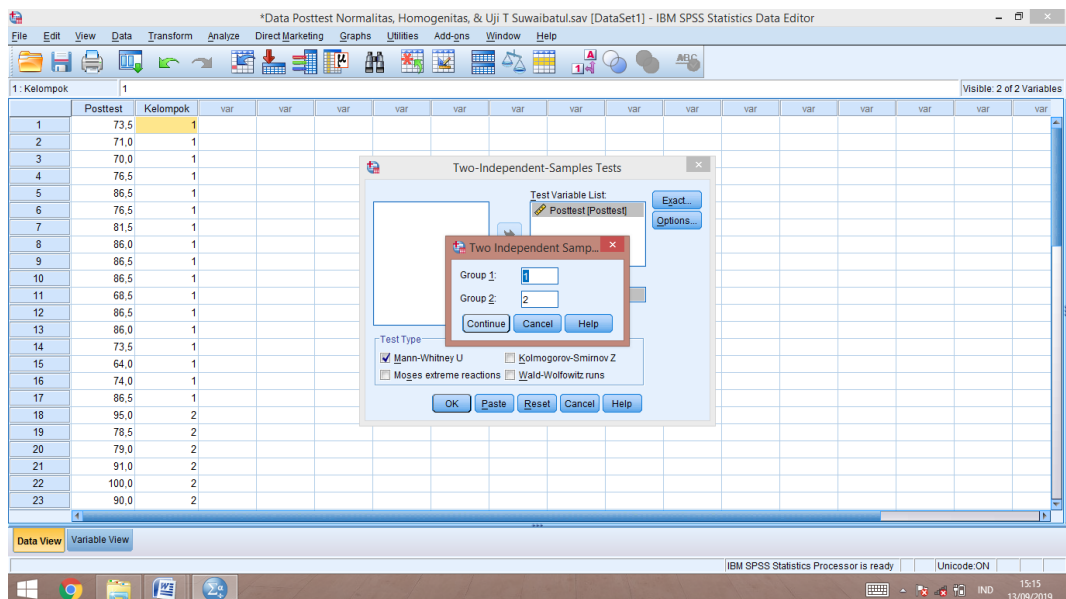 *Data Posttest Normalitas, Homogenitas, & Uji T Suwaibatul.sav [DataSet1] - IBM SPSS Statistics Data Editor
File Edit View Data Transform Analyze Direct Marketing Graphs Utilities Add-ons Window Help
1 : Kelompok 1 Visible: 2 of 2 Variables
Posttest Kelompok var var var var var var var var var var var var var var
1 73,5 1
2 71,0 1
3 70,0 1
4 76,5 1
5 86,5 1
6 76,5 1
7 81,5 1
8 86,0 1
9 86,5 1
10 86,5 1
11 68,5 1
12 86,5 1
13 86,0 1
14 73,5 1
15 64,0 1
16 74,0 1
17 86,5 1
18 95,0 2
19 78,5 2
20 79,0 2
21 91,0 2
22 100,0 2
23 90,0 2
Two-Independent-Samples Tests
Test Variable List:
Posttest [Posttest]
Exact...
Options...
Two Independent Samp...
Group 1: 1
Group 2: 2
Continue Cancel Help
Test Type
Mann-Whitney U Kolmogorov-Smirnov Z
Moses extreme reactions Wald-Wolfowitz runs
OK Paste Reset Cancel Help
Data View Variable View
IBM SPSS Statistics Processor is ready Unicode:ON
IND 15:15
13/09/2019